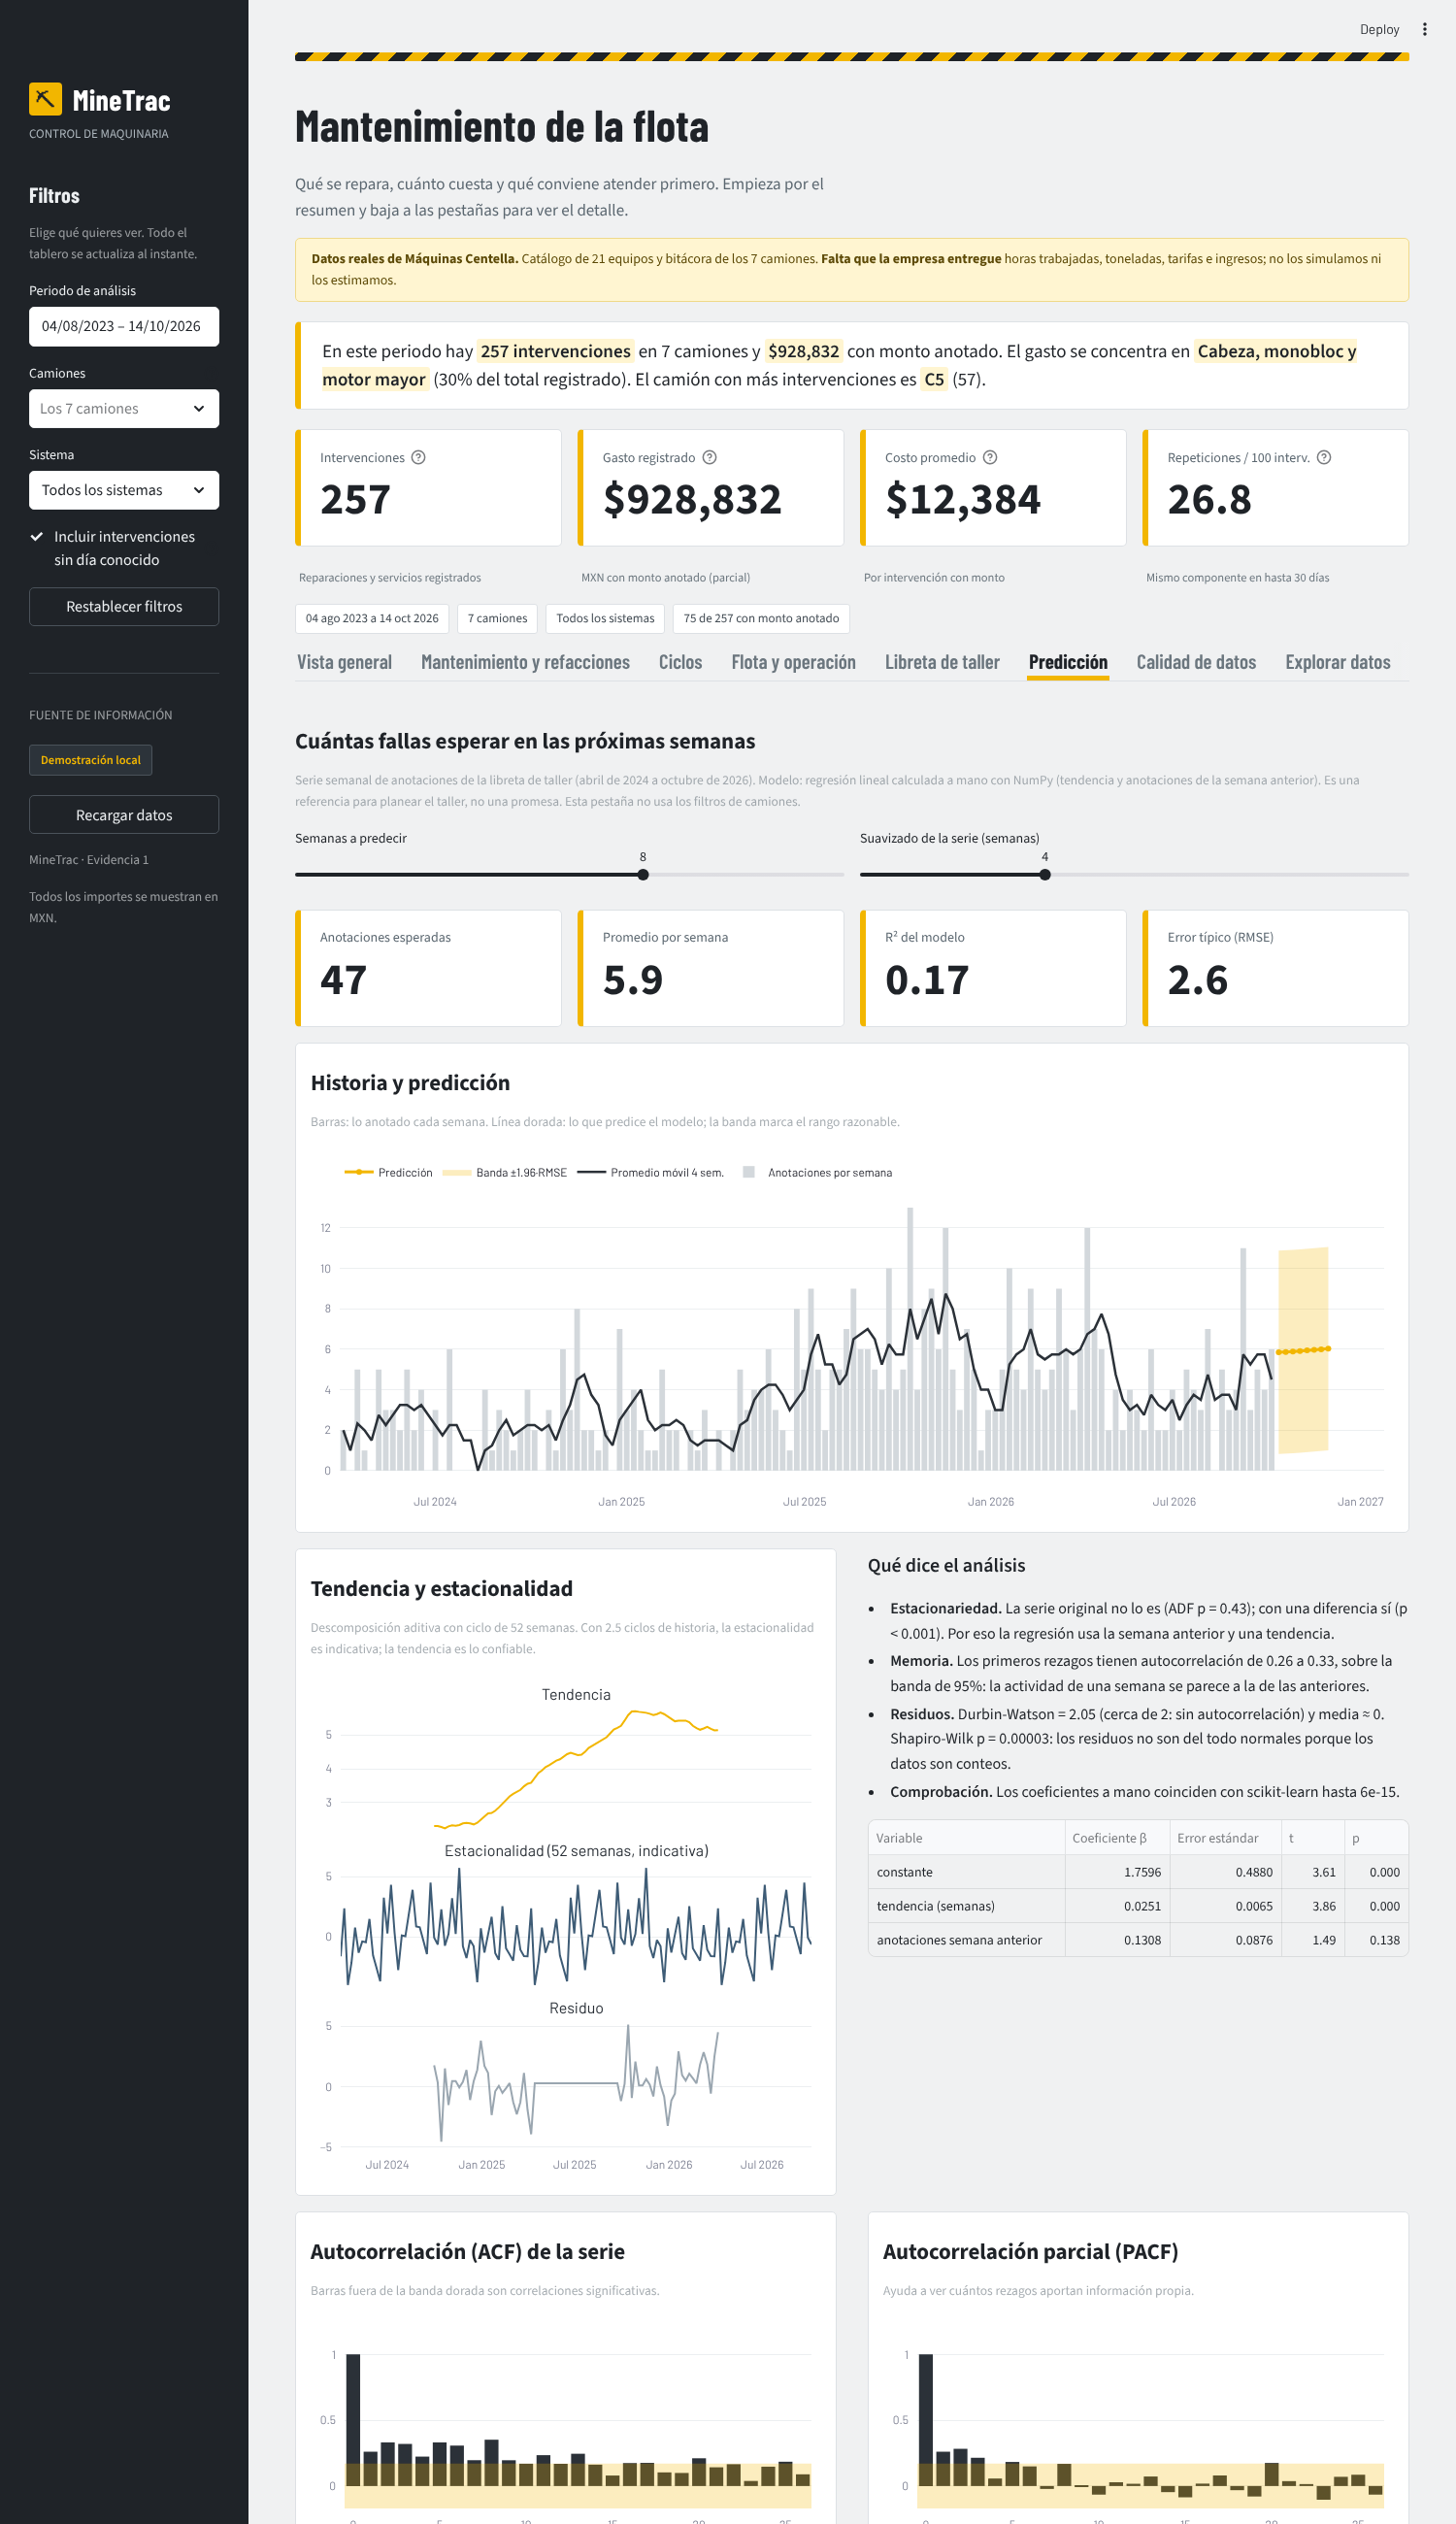 Deploy
MineTrac
CONTROL DE MAQUINARIA
Filtros
Elige qué quieres ver. Todo el
tablero se actualiza al instante.
Periodo de análisis
04/08/2023 – 14/10/2026
Camiones
Los 7 camiones
Sistema
Todos los sistemas
Incluir intervenciones
sin día conocido
Restablecer filtros
FUENTE DE INFORMACIÓN
Demostración local
Recargar datos
MineTrac · Evidencia 1
Todos los importes se muestran en
MXN.
Mantenimiento de la flota
Qué se repara, cuánto cuesta y qué conviene atender primero. Empieza por el
resumen y baja a las pestañas para ver el detalle.
Datos reales de Máquinas Centella. Catálogo de 21 equipos y bitácora de los 7 camiones. Falta que la empresa entregue horas trabajadas, toneladas, tarifas e ingresos; no los simulamos ni
los estimamos.
En este periodo hay 257 intervenciones en 7 camiones y $928,832 con monto anotado. El gasto se concentra en Cabeza, monobloc y
motor mayor (30% del total registrado). El camión con más intervenciones es C5 (57).
Intervenciones
257
Gasto registrado
$928,832
Costo promedio
$12,384
Repeticiones / 100 interv.
26.8
Reparaciones y servicios registrados
MXN con monto anotado (parcial)
Por intervención con monto
Mismo componente en hasta 30 días
04 ago 2023 a 14 oct 2026
7 camiones
Todos los sistemas
75 de 257 con monto anotado
Vista general
Mantenimiento y refacciones
Ciclos
Flota y operación
Libreta de taller
Predicción
Calidad de datos
Explorar datos
Cuántas fallas esperar en las próximas semanas
Serie semanal de anotaciones de la libreta de taller (abril de 2024 a octubre de 2026). Modelo: regresión lineal calculada a mano con NumPy (tendencia y anotaciones de la semana anterior). Es una
referencia para planear el taller, no una promesa. Esta pestaña no usa los filtros de camiones.
Semanas a predecir
8
Suavizado de la serie (semanas)
4
Anotaciones esperadas
47
Promedio por semana
5.9
R² del modelo
0.17
Error típico (RMSE)
2.6
Historia y predicción
Barras: lo anotado cada semana. Línea dorada: lo que predice el modelo; la banda marca el rango razonable.
Predicción
Banda ±1.96·RMSE
Promedio móvil 4 sem.
Anotaciones por semana
12
10
8
6
4
2
0
Jul 2024
Jan 2025
Jul 2025
Jan 2026
Jul 2026
Jan 2027
Tendencia y estacionalidad
Descomposición aditiva con ciclo de 52 semanas. Con 2.5 ciclos de historia, la estacionalidad
es indicativa; la tendencia es lo confiable.
Tendencia
5
4
3
Estacionalidad (52 semanas, indicativa)
5
0
Residuo
5
0
−5
Jul 2024
Jan 2025
Jul 2025
Jan 2026
Jul 2026
Qué dice el análisis
Estacionariedad. La serie original no lo es (ADF p = 0.43); con una diferencia sí (p
< 0.001). Por eso la regresión usa la semana anterior y una tendencia.
Memoria. Los primeros rezagos tienen autocorrelación de 0.26 a 0.33, sobre la
banda de 95%: la actividad de una semana se parece a la de las anteriores.
Residuos. Durbin-Watson = 2.05 (cerca de 2: sin autocorrelación) y media ≈ 0.
Shapiro-Wilk p = 0.00003: los residuos no son del todo normales porque los
datos son conteos.
Comprobación. Los coeficientes a mano coinciden con scikit-learn hasta 6e-15.
Variable Coeficiente β Error estándar t p
constante 1.7596 0.4880 3.61 0.000
tendencia (semanas) 0.0251 0.0065 3.86 0.000
anotaciones semana anterior 0.1308 0.0876 1.49 0.138
Autocorrelación (ACF) de la serie
Barras fuera de la banda dorada son correlaciones significativas.
1
0.5
0
Autocorrelación parcial (PACF)
Ayuda a ver cuántos rezagos aportan información propia.
1
0.5
0